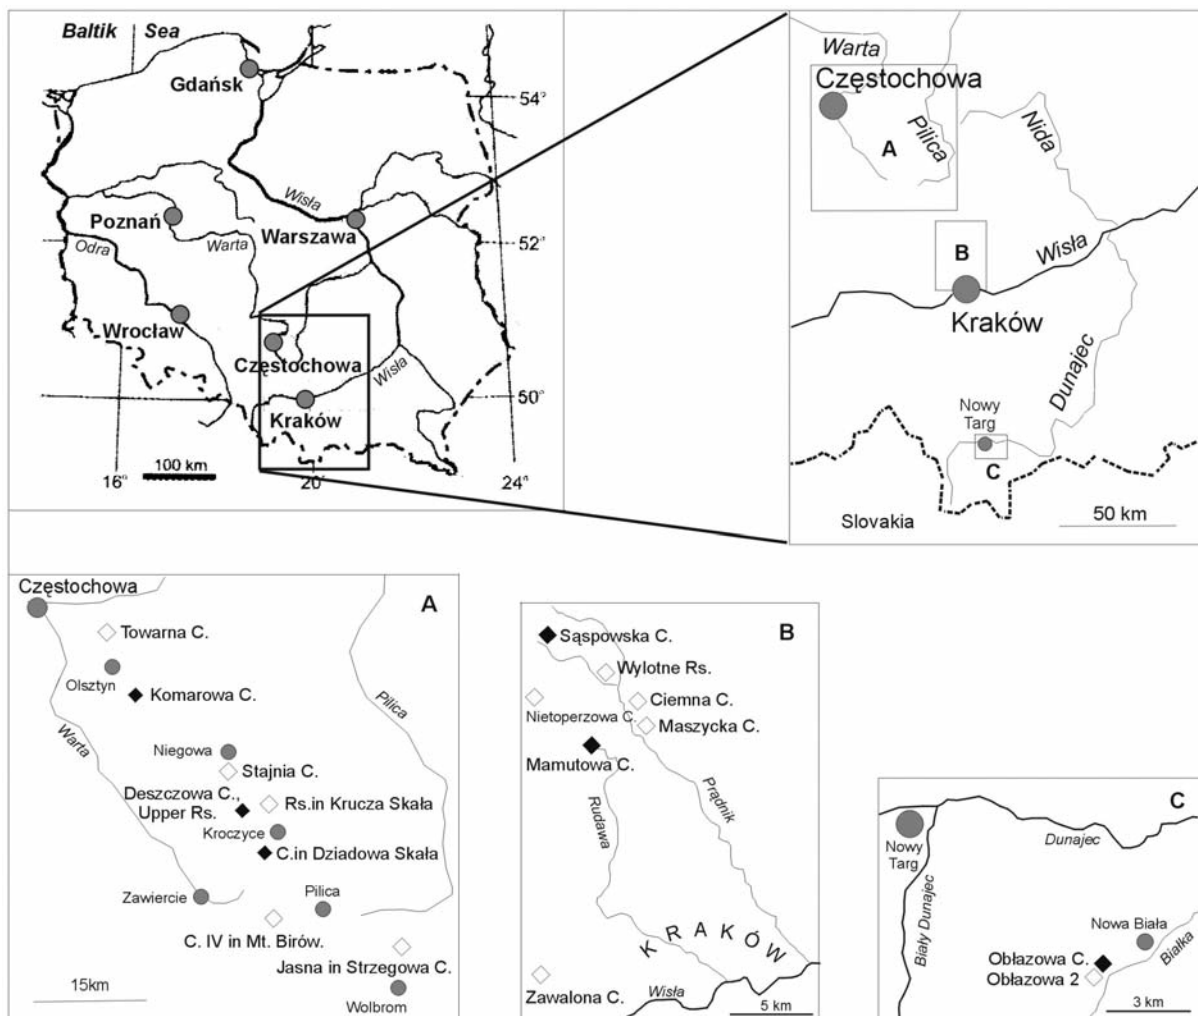 Baltik Sea
Gdańsk
54°
Wisła
Poznań
Warszawa
Odra
Warta
52°
Wrocław
Częstochowa
Wisła
50°
Kraków
100 km
16°
20°
24°
Warta
Częstochowa
Pilica
Nida
A
B
Wisła
Kraków
Dunajec
Nowy
Targ
C
Slovakia
50 km
Częstochowa
A
Towarna C.
Olsztyn
Komarowa C.
Pilica
Warta
Niegowa
Stajnia C.
Deszczowa C.,
Upper Rs.
Rs.in Krucza Skała
Kroczyce
C.in Dziadowa Skała
Zawiercie
Pilica
C. IV in Mt. Birów.
Jasna in Strzegowa C.
15km
Wolbrom
B
Sąspowska C.
Wylotne Rs.
Ciemna C.
Nietoperzowa C.
Maszycka C.
Mamutowa C.
Prądnik
Rudawa
KRAKÓW
Zawalona C.
Wisła
5 km
C
Nowy
Targ
Dunajec
Biały Dunajec
Nowa Biała
Białka
Obłazowa C.
Obłazowa 2
3 km